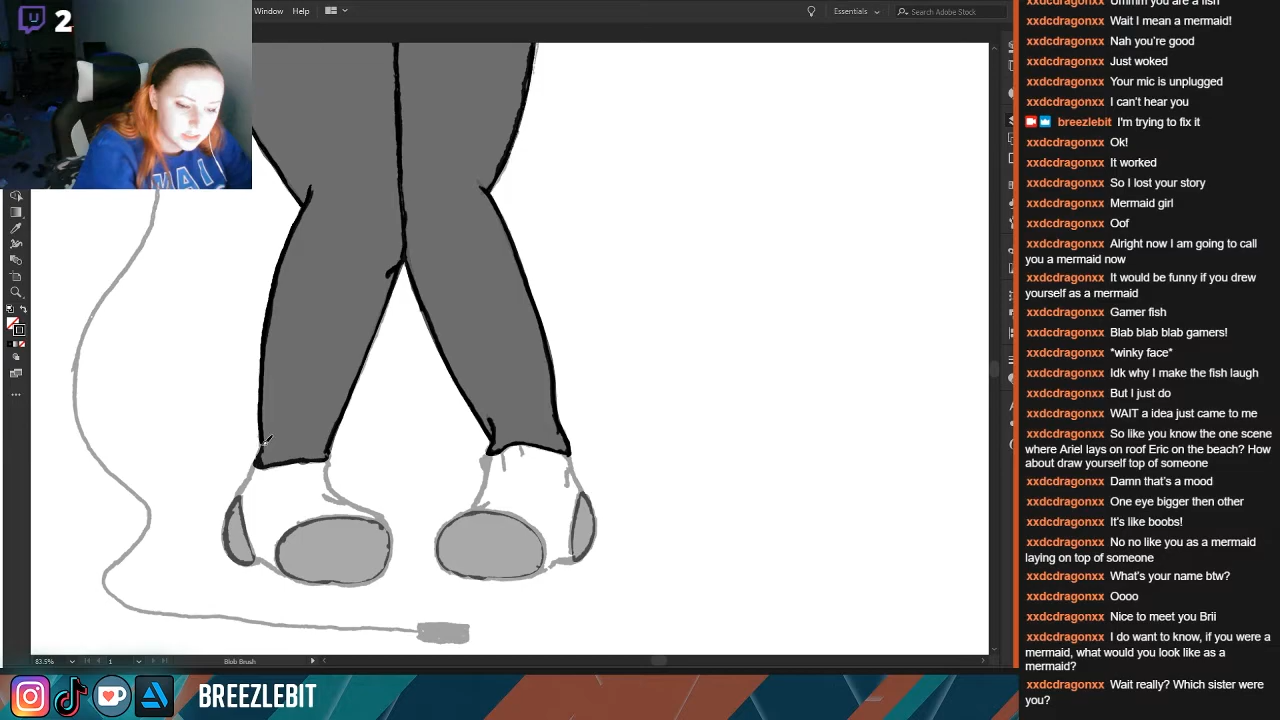 2
Window Help
Essentials
Search Adobe Stock
MAIL
83.5%
1
Blob Brush
BREEZLEBIT
Ummm you are a fish
xxdcdragonxx Wait I mean a mermaid!
xxdcdragonxx Nah you're good
xxdcdragonxx Just woked
xxdcdragonxx Your mic is unplugged
xxdcdragonxx I can't hear you
breezlebit I'm trying to fix it
xxdcdragonxx Ok!
xxdcdragonxx It worked
xxdcdragonxx So I lost your story
xxdcdragonxx Mermaid girl
xxdcdragonxx Oof
xxdcdragonxx Alright now I am going to call
you a mermaid now
xxdcdragonxx It would be funny if you drew
yourself as a mermaid
xxdcdragonxx Gamer fish
xxdcdragonxx Blab blab blab gamers!
xxdcdragonxx *winky face*
xxdcdragonxx Idk why I make the fish laugh
xxdcdragonxx But I just do
xxdcdragonxx WAIT a idea just came to me
xxdcdragonxx So like you know the one scene
where Ariel lays on roof Eric on the beach? How
about draw yourself top of someone
xxdcdragonxx Damn that's a mood
xxdcdragonxx One eye bigger then other
xxdcdragonxx It's like boobs!
xxdcdragonxx No no like you as a mermaid
laying on top of someone
xxdcdragonxx What's your name btw?
xxdcdragonxx Oooo
xxdcdragonxx Nice to meet you Brii
xxdcdragonxx I do want to know, if you were a
mermaid, what would you look like as a
mermaid?
xxdcdragonxx Wait really? Which sister were
you?